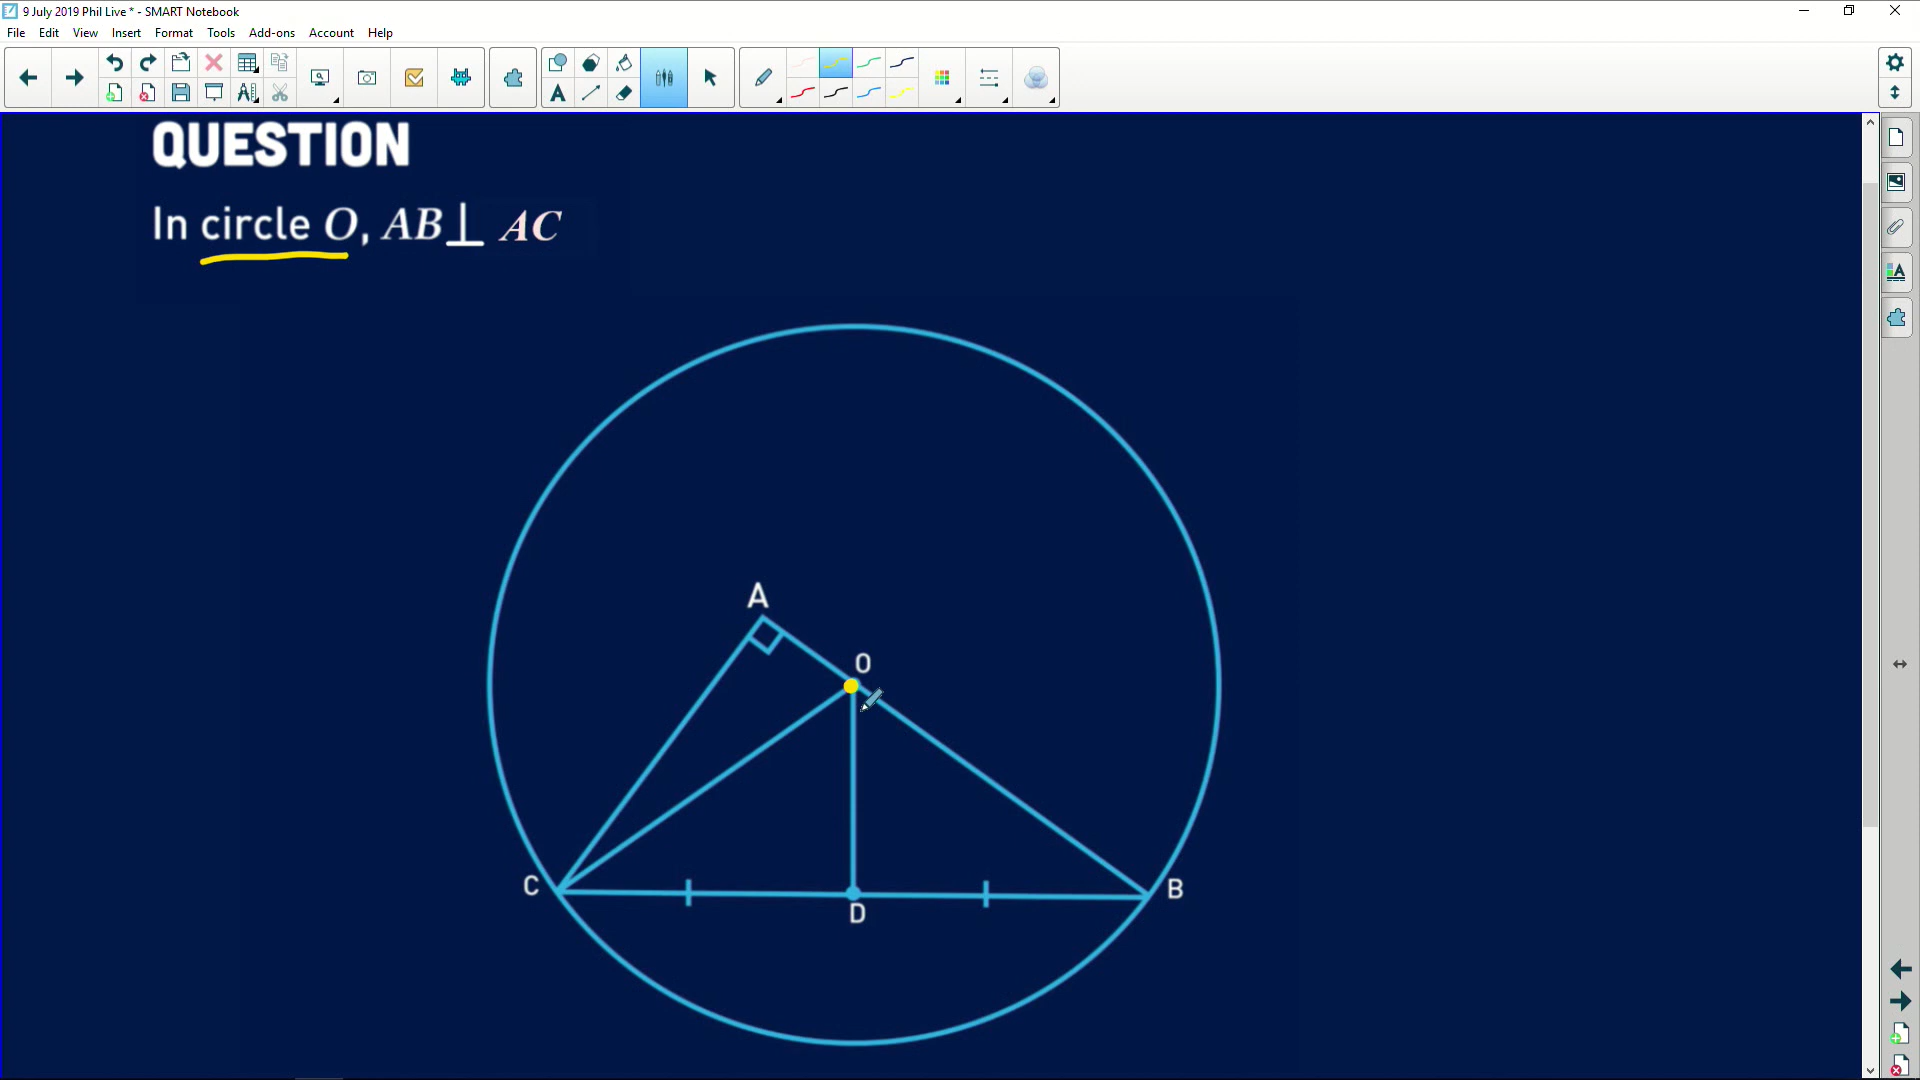 9 July 2019 Phil Live * - SMART Notebook
File Edit View Insert Format Tools Add-ons Account Help
QUESTION
In circle O, AB ⊥ AC
A
O
C
D
B